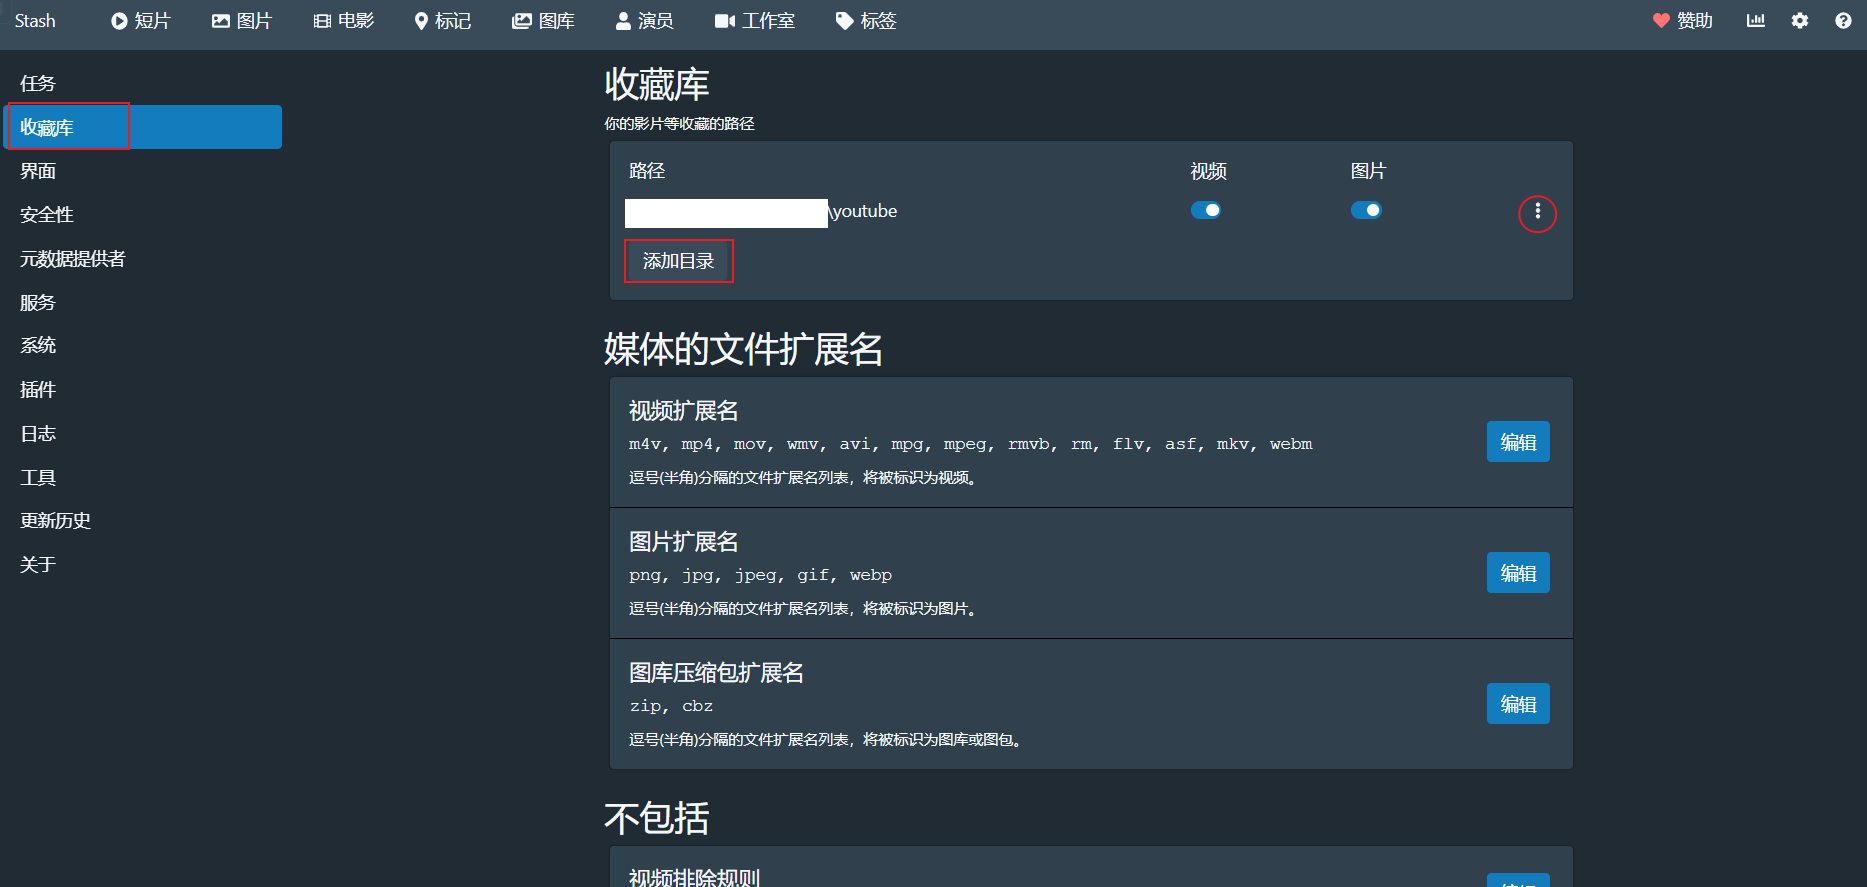 Stash 短片 图片 电影 标记 图库 演员 工作室 标签 赞助
任务
收藏库
界面
安全性
元数据提供者
服务
系统
插件
日志
工具
更新历史
关于
收藏库
你的影片等收藏的路径
路径 视频 图片
\youtube
添加目录
媒体的文件扩展名
视频扩展名
m4v, mp4, mov, wmv, avi, mpg, mpeg, rmvb, rm, flv, asf, mkv, webm
逗号(半角)分隔的文件扩展名列表，将被标识为视频。
编辑
图片扩展名
png, jpg, jpeg, gif, webp
逗号(半角)分隔的文件扩展名列表，将被标识为图片。
编辑
图库压缩包扩展名
zip, cbz
逗号(半角)分隔的文件扩展名列表，将被标识为图库或图包。
编辑
不包括
视频排除规则
编辑